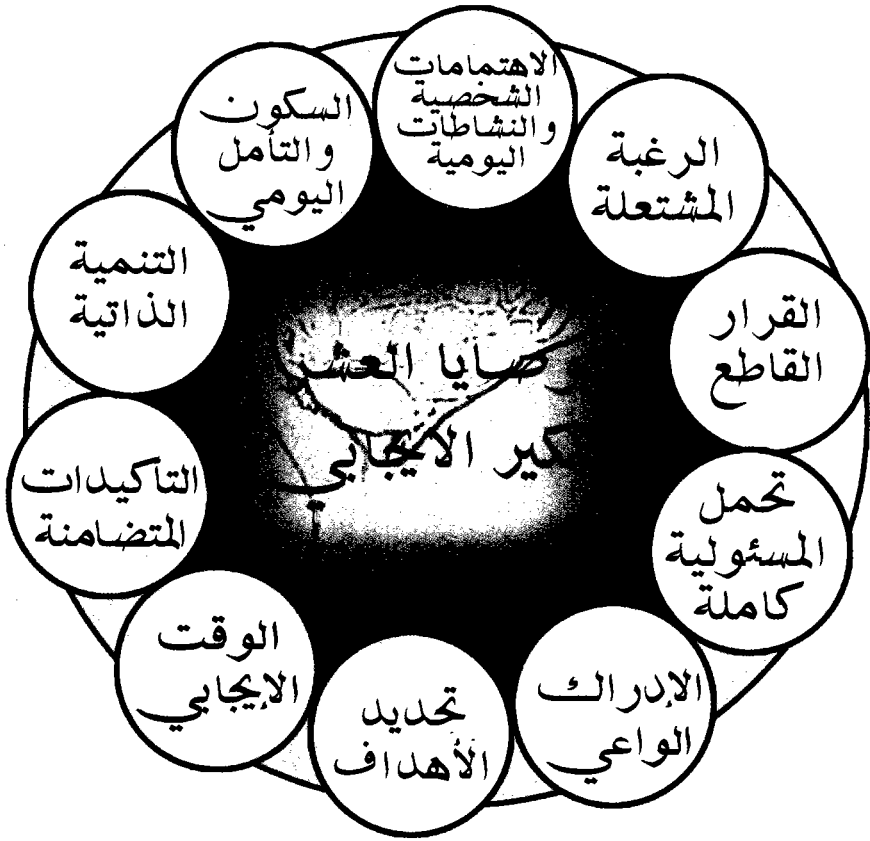 العشر
الايجابي
الاهتمامات
الشخصية
والنشاطات
اليومية
الرغبة
المشتعلة
القرار
القاطع
تحمل
المسئولية
كاملة
الإدراك
الواعي
تحديد
الأهداف
الوقت
الإيجابي
التأكيدات
المتضامنة
التنمية
الذاتية
السكون
والتأمل
اليومي